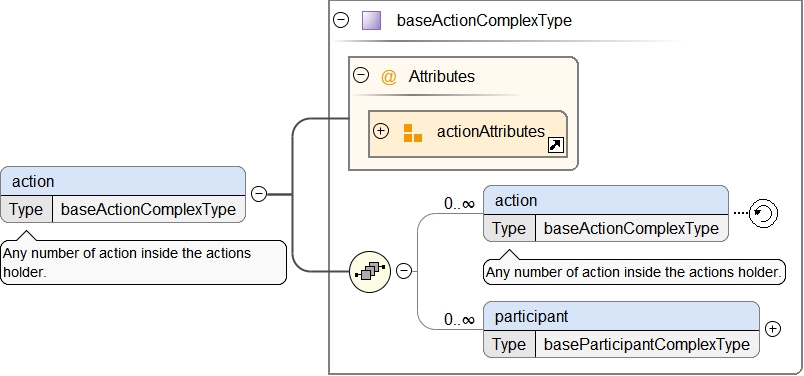 baseActionComplexType
@ Attributes
actionAttributes
action
Type baseActionComplexType
Any number of action inside the actions
holder.
0..∞
action
Type baseActionComplexType
Any number of action inside the actions holder.
0..∞
participant
Type baseParticipantComplexType